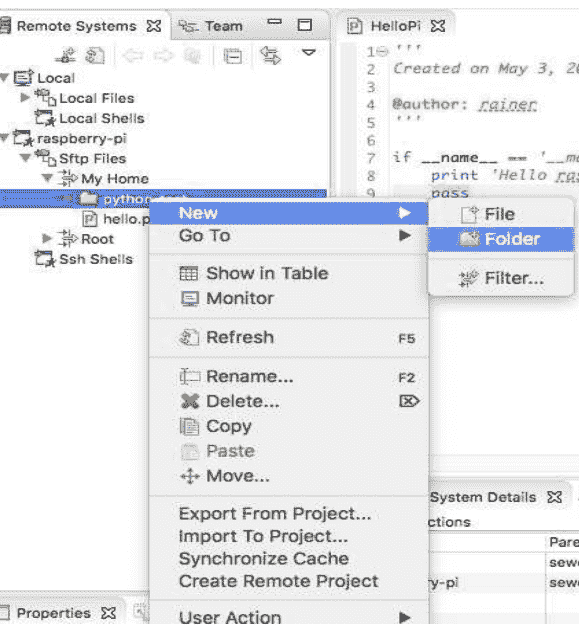 Remote Systems
Team
Local
Local Files
Local Shells
raspberry-pi
Sftp Files
My Home
hello.p
Root
Ssh Shells
HelloPi
1 '''
2 Created on May 3, 20
3
4 @author: rainer
5 '''
6
7 if __name__ == '__ma
8 print 'Hello ras
9 pass
New
Go To
Show in Table
Monitor
Refresh F5
Rename... F2
Delete...
Copy
Paste
Move...
Export From Project...
Import To Project...
Synchronize Cache
Create Remote Project
User Action
File
Folder
Filter...
System Details
ctions
Pare
sewo
ry-pi sewo
Properties